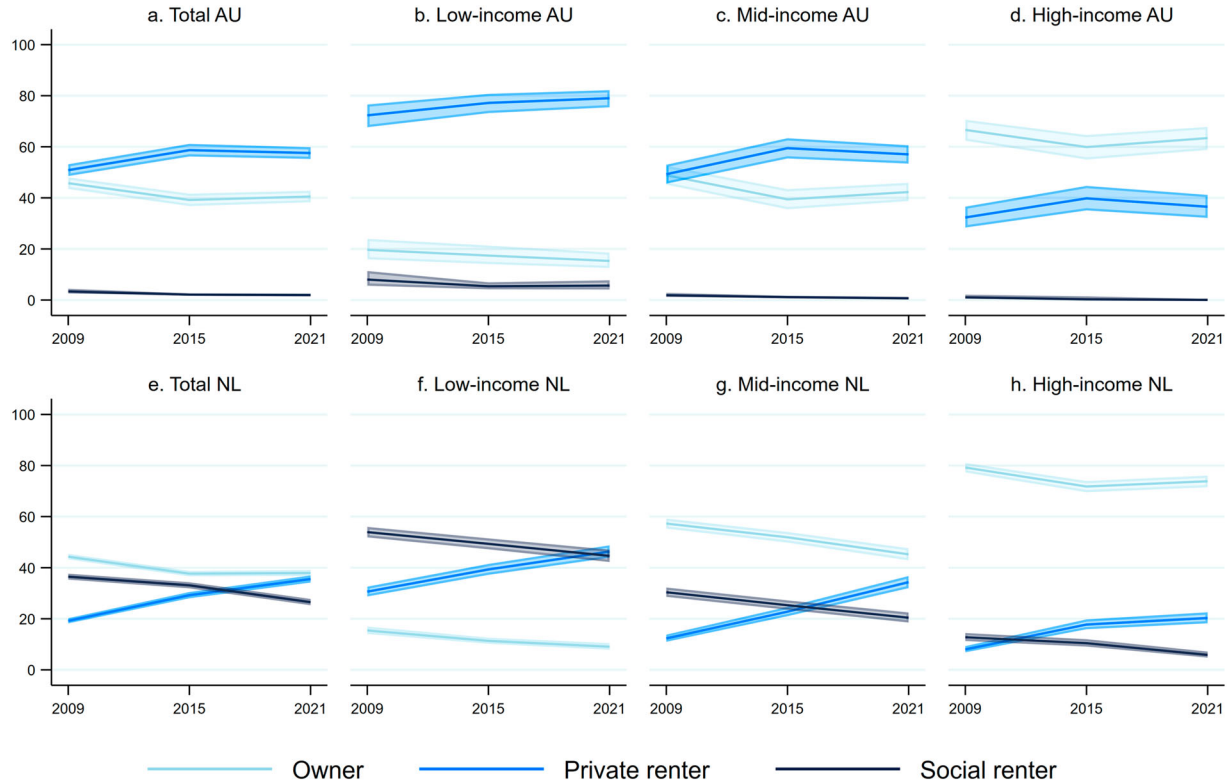 a. Total AU
b. Low-income AU
c. Mid-income AU
d. High-income AU
100
80
60
40
20
0
2009 2015 2021
2009 2015 2021
2009 2015 2021
2009 2015 2021
e. Total NL
f. Low-income NL
g. Mid-income NL
h. High-income NL
100
80
60
40
20
0
2009 2015 2021
2009 2015 2021
2009 2015 2021
2009 2015 2021
Owner
Private renter
Social renter